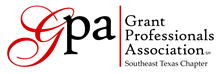 gpa Grant
Professionals
Association
Southeast Texas Chapter